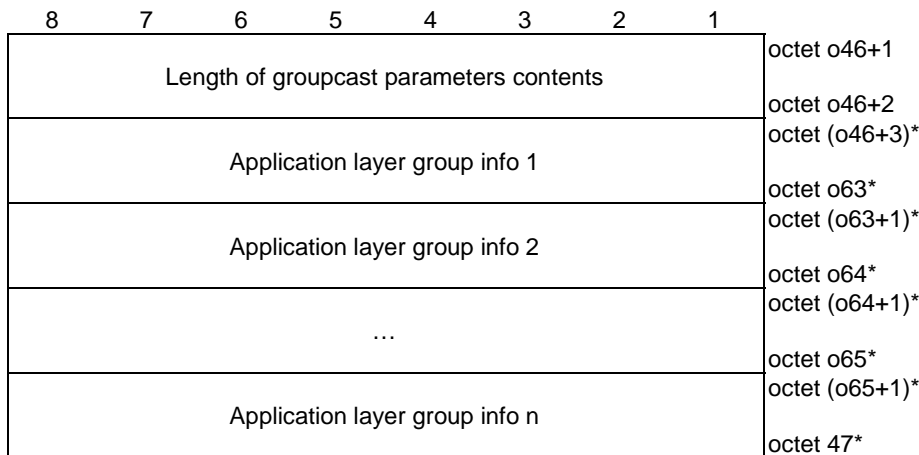 8 7 6 5 4 3 2 1
Length of groupcast parameters contents
octet o46+1
octet o46+2
Application layer group info 1
octet (o46+3)*
octet o63*
Application layer group info 2
octet (o63+1)*
octet o64*
…
octet (o64+1)*
octet o65*
Application layer group info n
octet (o65+1)*
octet 47*